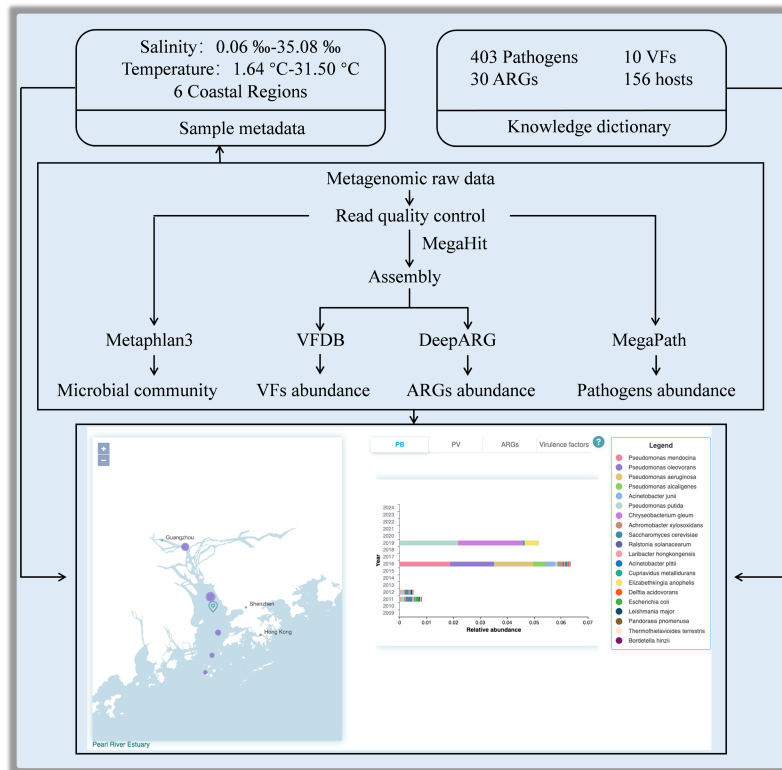 Salinity: 0.06 ‰-35.08 ‰
Temperature: 1.64 °C-31.50 °C
6 Coastal Regions
Sample metadata
403 Pathogens 10 VFs
30 ARGs 156 hosts
Knowledge dictionary
Metagenomic raw data
Read quality control
MegaHit
Assembly
Metaphlan3 VFDB DeepARG MegaPath
Microbial community VFs abundance ARGs abundance Pathogens abundance
+
−
Guangzhou
Shenzhen
Hong Kong
Pearl River Estuary
PB PV ARGs Virulence factors ?
Year
2024
2023
2022
2021
2020
2019
2018
2017
2016
2015
2014
2013
2012
2011
2010
2009
0 0.01 0.02 0.03 0.04 0.05 0.06 0.07
Relative abundance
Legend
Pseudomonas mendocina
Pseudomonas oleovorans
Pseudomonas aeruginosa
Pseudomonas alcaligenes
Acinetobacter junii
Pseudomonas putida
Chryseobacterium gleum
Achromobacter xylosoxidans
Saccharomyces cerevisiae
Ralstonia solanacearum
Laribacter hongkongensis
Acinetobacter pittii
Cupriavidus metallidurans
Elizabethkingia anophelis
Delftia acidovorans
Escherichia coli
Leishmania major
Pandoraea pnomenusa
Thermothielavioides terrestris
Bordetella hinzii